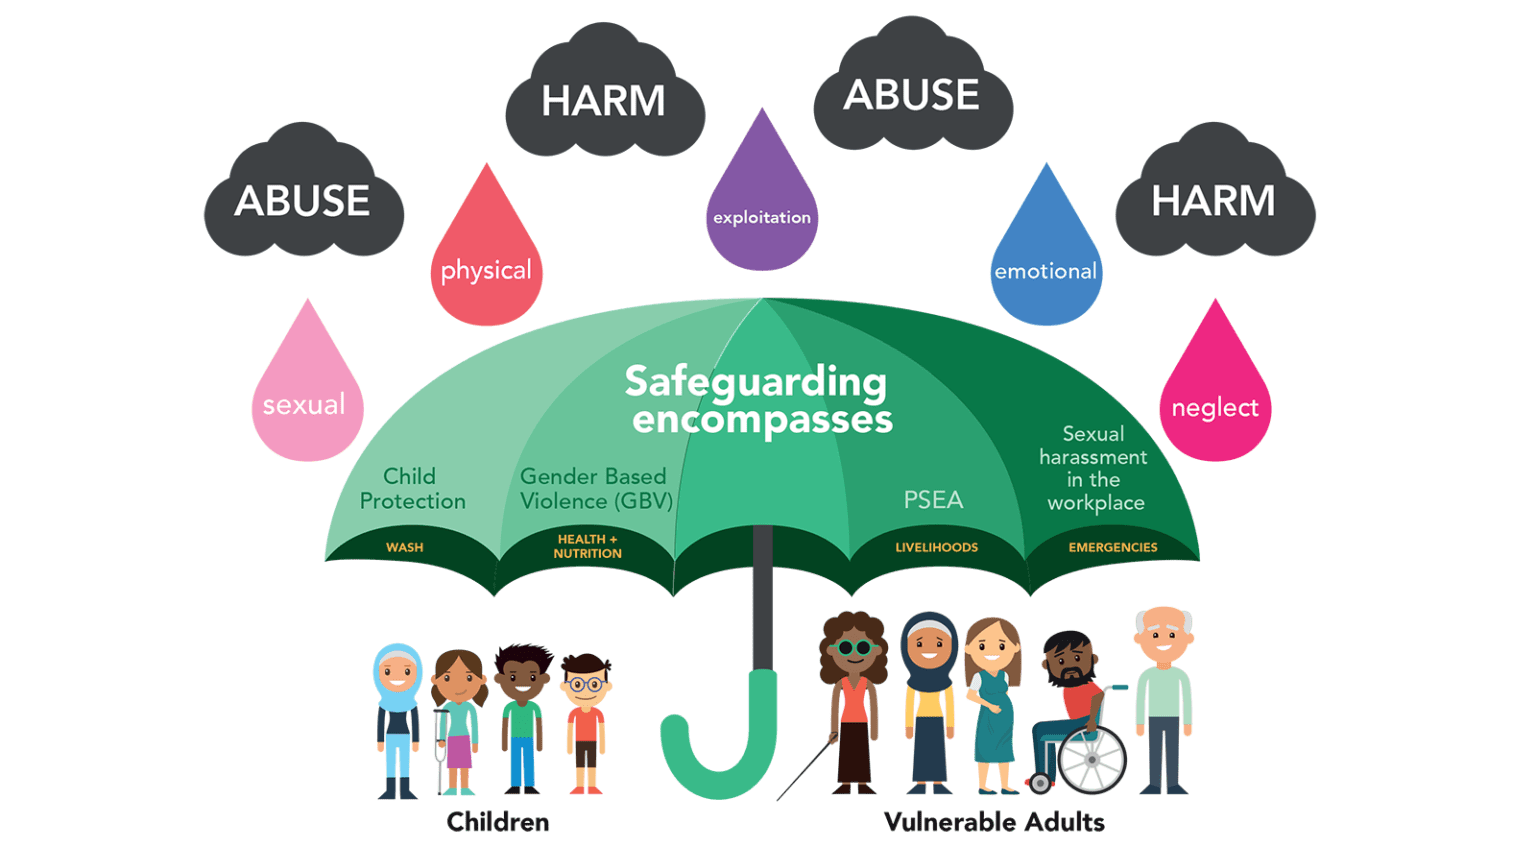 ABUSE
HARM
ABUSE
HARM
sexual
physical
exploitation
emotional
neglect
Safeguarding
encompasses
Child
Protection
Gender Based
Violence (GBV)
PSEA
Sexual
harassment
in the
workplace
WASH
HEALTH +
NUTRITION
LIVELIHOODS
EMERGENCIES
Children
Vulnerable Adults